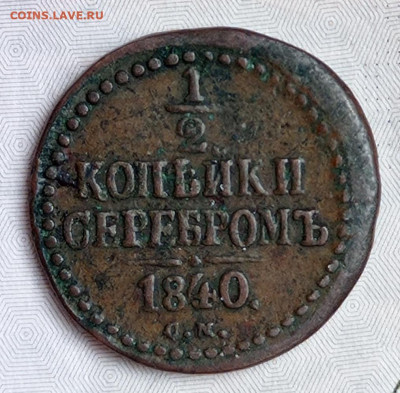 COINS.LAVE.RU
1
2
КОПѢЙКИ
СЕРЕБРОМЪ
1840.
С.М.